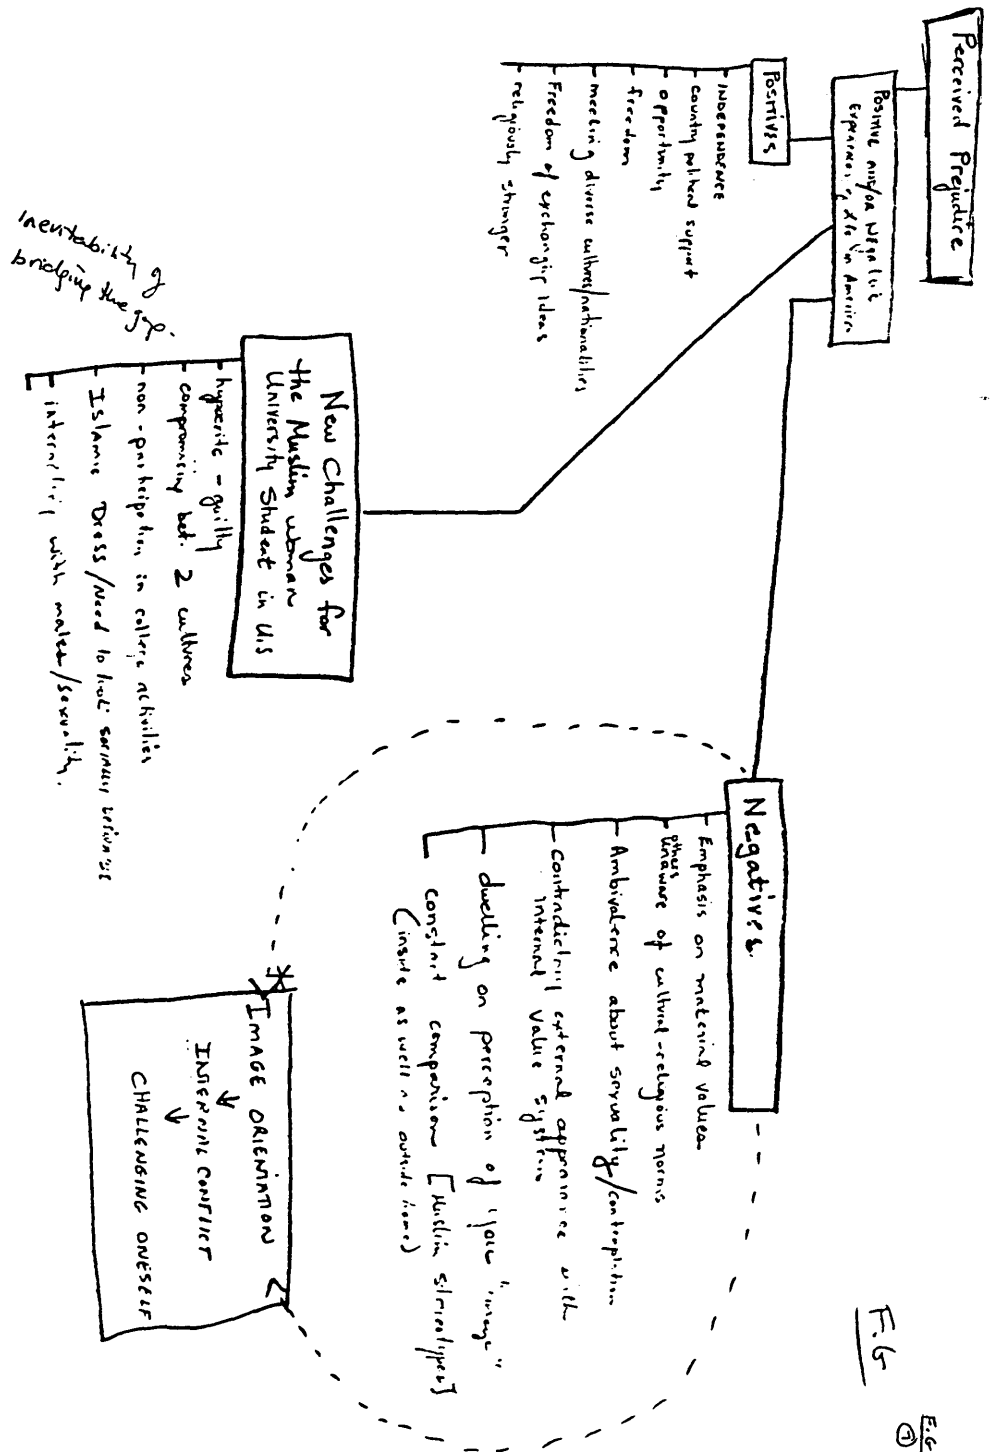 F.G
F.G
①
Perceived Prejudice
Positive and/or Negative
Experiences of life in America
Positives
INDEPENDENCE
country political support
opportunity
freedom
meeting diverse cultures/nationalities
Freedom of exchanging ideas
religiously stronger
New Challenges for
the Muslim woman
University Student in U.S
hypocrite - guilty
compromising bet. 2 cultures
non-participation in college activities
Islamic Dress/Need to look
interacting with males/sexuality.
Inevitability of
bridging the gap.
Negatives.
Emphasis on material values
others
unaware of cultural-religious norms
Ambivalence about sexuality/
Contradicting external appearance with
internal value system
dwelling on perception of "your" "image"
constant comparison [Muslim stereotypes]
(inside as well as outside home)
*IMAGE ORIENTATION
↓
INTERNAL CONFLICT
↓
CHALLENGING ONESELF